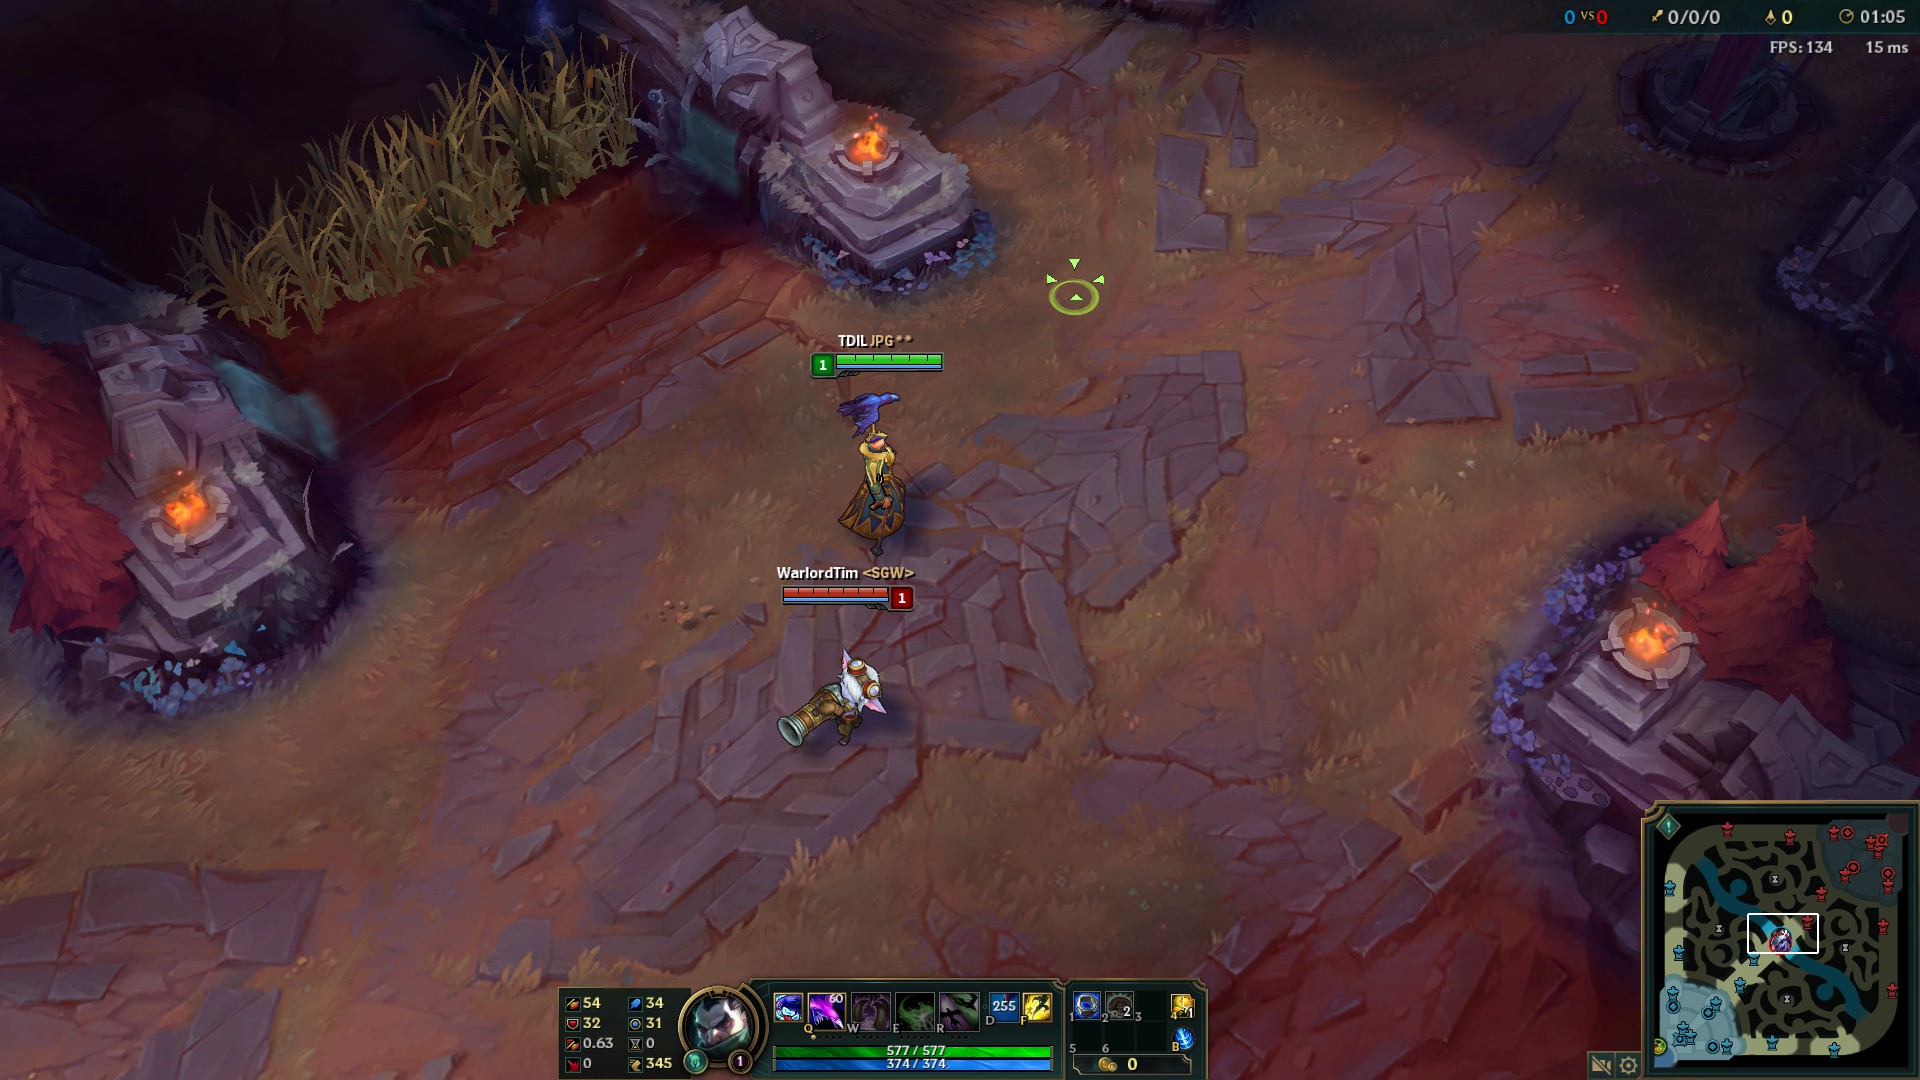 0 VS 0 0/0/0 0 01:05
FPS: 134 15 ms
TDIL JPG **
1
WarlordTim <SGW>
1
54 34
32 31
0.63 0
0 345
1
60
Q W E R D F
255
577 / 577
374 / 374
1 2 2 3 4 1
5 6 B
0